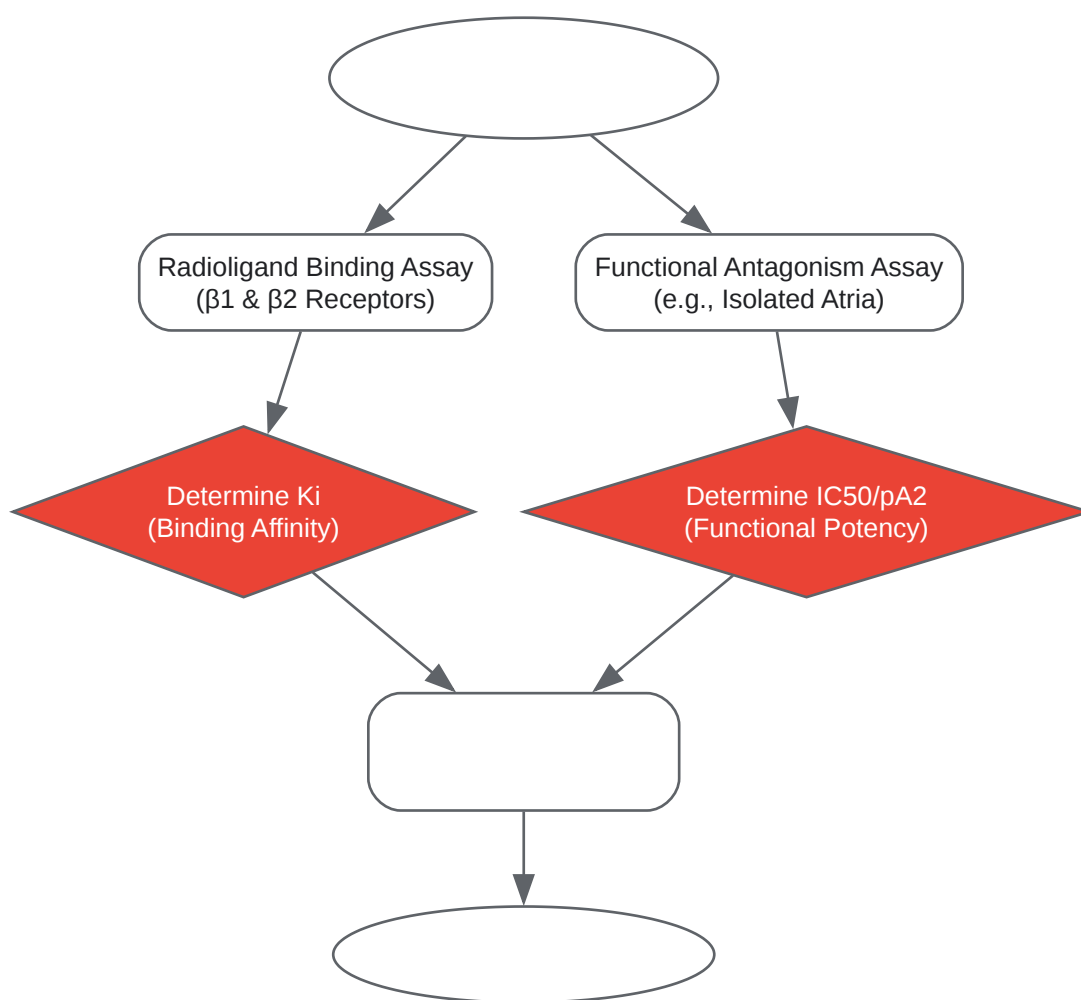 Radioligand Binding Assay
(β1 & β2 Receptors)
Functional Antagonism Assay
(e.g., Isolated Atria)
Determine Ki
(Binding Affinity)
Determine IC50/pA2
(Functional Potency)